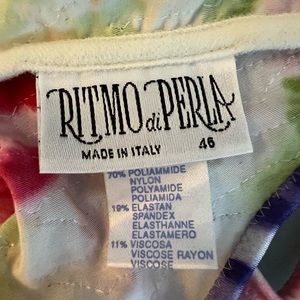 RITMO di PERLA
MADE IN ITALY 46
70% POLIAMMIDE
NYLON
POLYAMIDE
POLIAMIDA
19% ELASTAN
SPANDEX
ELASTHANNE
ELASTAMERO
11% VISCOSA
VISCOSE RAYON
VISCOSE